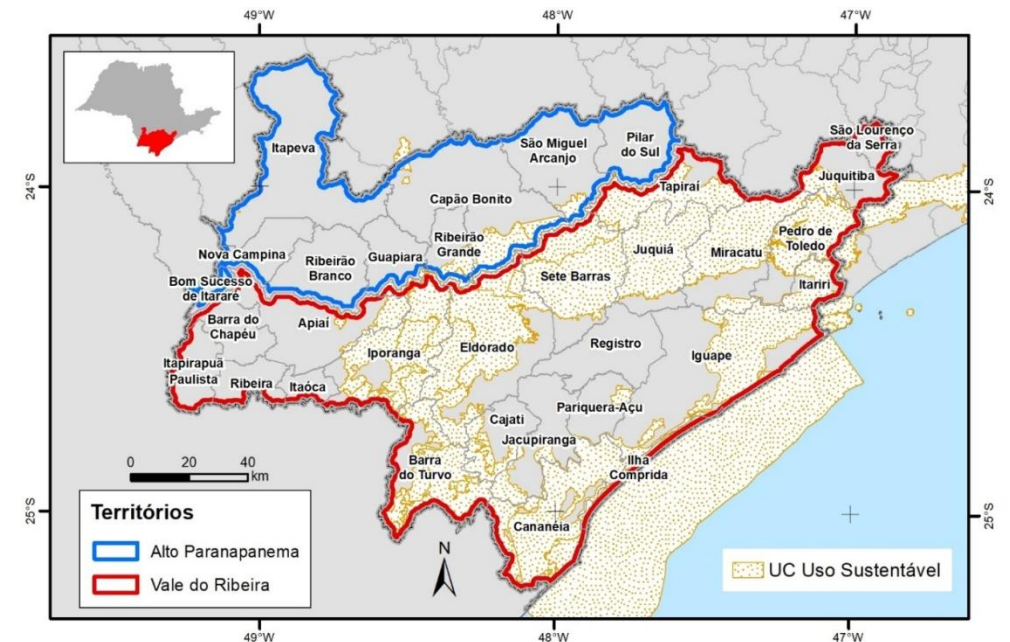 49°W
48°W
47°W
24°S
24°S
25°S
25°S
Itapeva
São Miguel
Arcanjo
Pilar
do Sul
São Lourenço
da Serra
Juquitiba
Tapiraí
Capão Bonito
Ribeirão
Grande
Nova Campina
Ribeirão
Branco
Guapiara
Juquiá
Miracatu
Pedro de
Toledo
Sete Barras
Itariri
Bom Sucesso
de Itararé
Barra do
Chapéu
Apiaí
Iporanga
Eldorado
Registro
Iguape
Itapirapuã
Paulista
Ribeira
Itaóca
Pariquera-Açu
Cajati
Jacupiranga
Barra
do Turvo
Ilha
Comprida
Cananéia
0 20 40
km
Territórios
Alto Paranapanema
Vale do Ribeira
N
UC Uso Sustentável
49°W
48°W
47°W